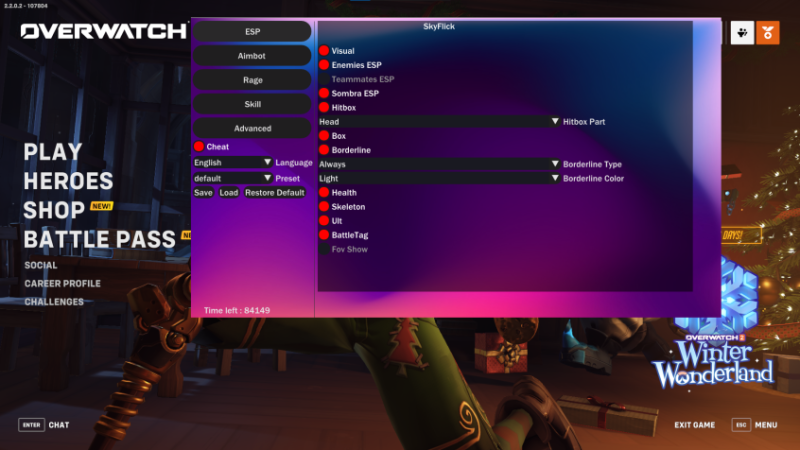 2.2.0.2 - 107804
OVERWATCH
SkyFlick
ESP
Aimbot
Rage
Skill
Advanced
Cheat
English
Language
default
Preset
Save
Load
Restore Default
Time left : 84149
Visual
Enemies ESP
Teammates ESP
Sombra ESP
Hitbox
Head
Hitbox Part
Box
Borderline
Always
Borderline Type
Light
Borderline Color
Health
Skeleton
Ult
BattleTag
Fov Show
PLAY
HEROES
SHOP NEW!
BATTLE PASS
SOCIAL
CAREER PROFILE
CHALLENGES
DAYS!
OVERWATCH 2
Winter
Wonderland
ENTER CHAT
EXIT GAME
ESC MENU